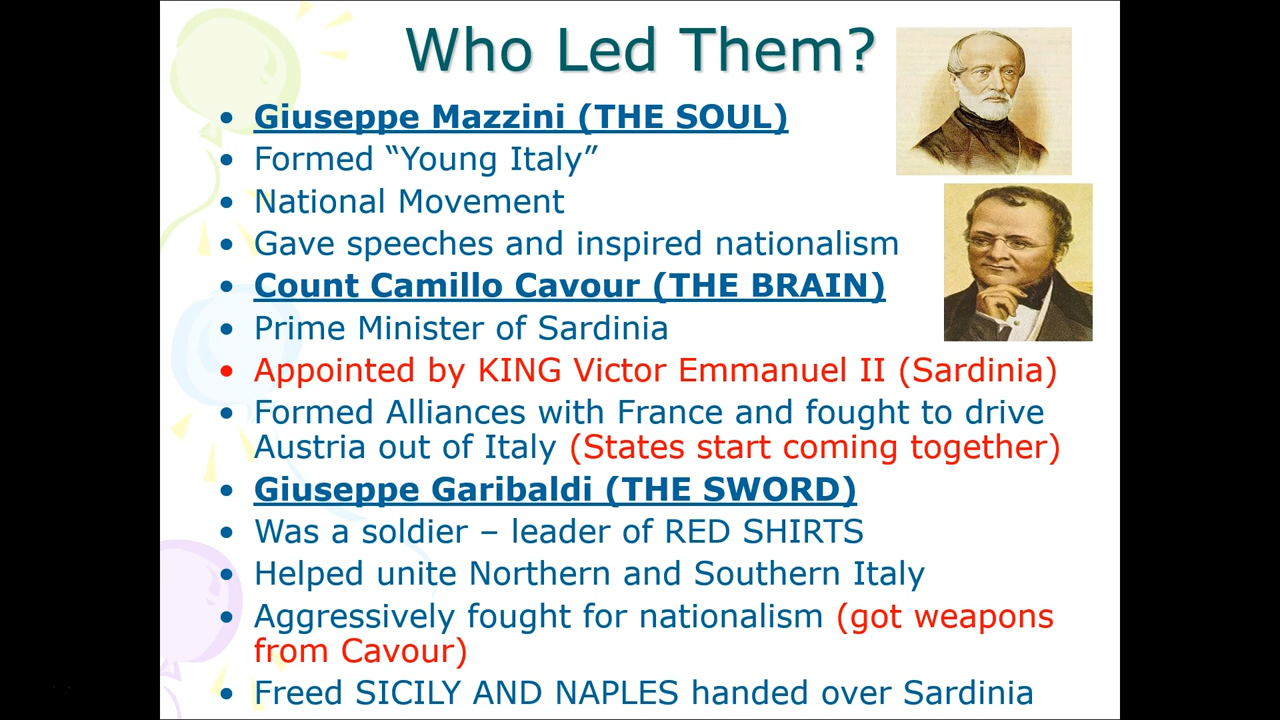 Who Led Them?
• Giuseppe Mazzini (THE SOUL)
• Formed “Young Italy”
• National Movement
• Gave speeches and inspired nationalism
• Count Camillo Cavour (THE BRAIN)
• Prime Minister of Sardinia
• Appointed by KING Victor Emmanuel II (Sardinia)
• Formed Alliances with France and fought to drive
Austria out of Italy (States start coming together)
• Giuseppe Garibaldi (THE SWORD)
• Was a soldier – leader of RED SHIRTS
• Helped unite Northern and Southern Italy
• Aggressively fought for nationalism (got weapons
from Cavour)
• Freed SICILY AND NAPLES handed over Sardinia